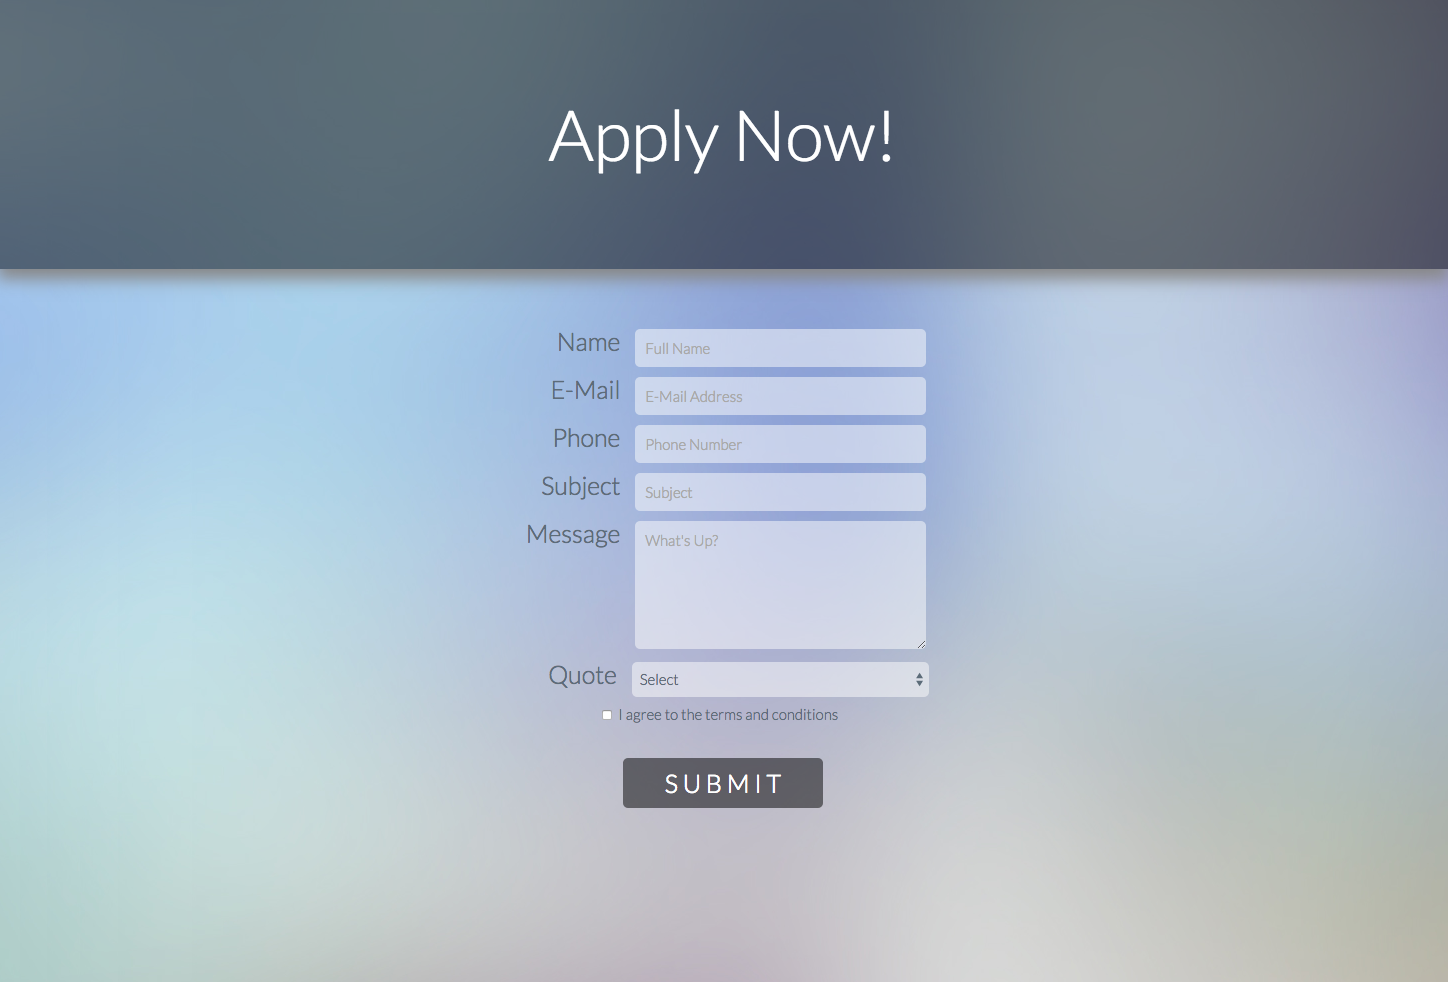 Apply Now!
Name Full Name
E-Mail E-Mail Address
Phone Phone Number
Subject Subject
Message What's Up?
Quote Select
I agree to the terms and conditions
SUBMIT